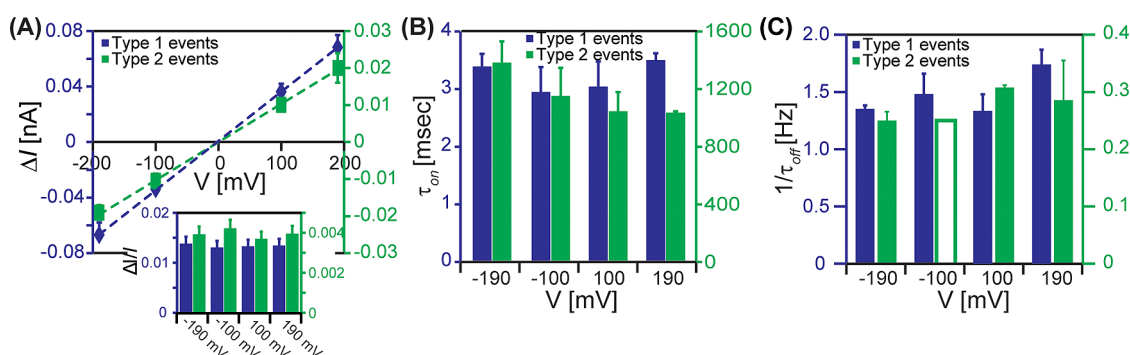 (A)
0.08
0.04
0
-0.04
-0.08
ΔI [nA]
Type 1 events
Type 2 events
0.03
0.02
0.01
0
-0.01
-0.02
-0.03
-200
-100
0
100
200
V [mV]
0.02
0.01
0
ΔI/I
0.004
0.002
0
-190 mV
-100 mV
100 mV
190 mV
(B)
4
3
2
1
0
τon [msec]
Type 1 events
Type 2 events
1600
1200
800
400
0
-190
-100
100
190
V [mV]
(C)
2.0
1.5
1.0
0.5
0
1/τoff [Hz]
Type 1 events
Type 2 events
0.4
0.3
0.2
0.1
0
-190
-100
100
190
V [mV]